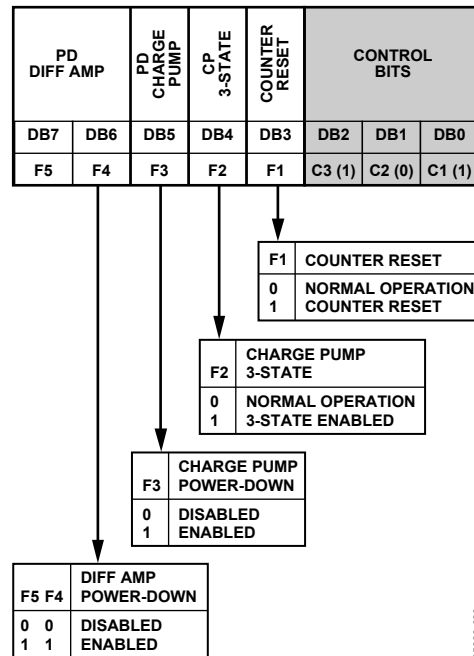 PD DIFF AMP
PD CHARGE PUMP
CP 3-STATE
COUNTER RESET
CONTROL BITS
DB7 DB6 DB5 DB4 DB3 DB2 DB1 DB0
F5 F4 F3 F2 F1 C3 (1) C2 (0) C1 (1)
F1 COUNTER RESET
0 NORMAL OPERATION
1 COUNTER RESET
CHARGE PUMP
F2 3-STATE
0 NORMAL OPERATION
1 3-STATE ENABLED
CHARGE PUMP
F3 POWER-DOWN
0 DISABLED
1 ENABLED
DIFF AMP
F5 F4 POWER-DOWN
0 0 DISABLED
1 1 ENABLED